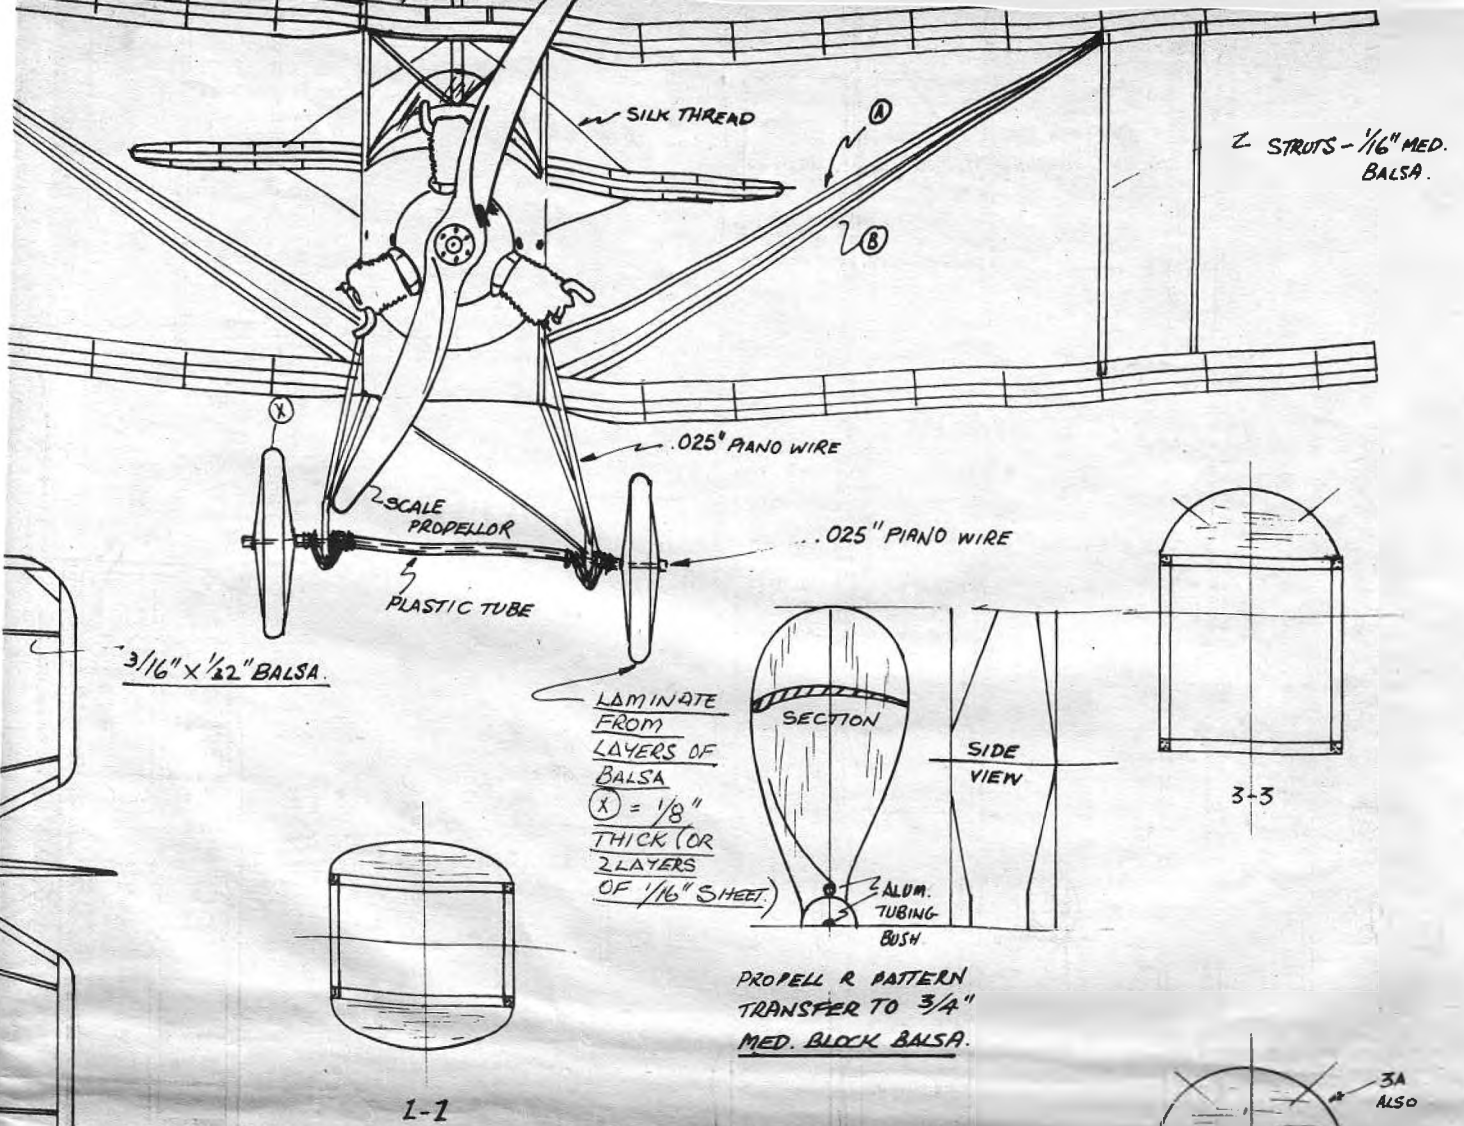 SILK THREAD
A
2 STRUTS - 1/16" MED.
BALSA.
B
X
.025" PIANO WIRE
SCALE
PROPELLOR
.025" PIANO WIRE
PLASTIC TUBE
3/16" X 1/32" BALSA.
LAMINATE
FROM
LAYERS OF
BALSA
X = 1/8"
THICK (OR
2 LAYERS
OF 1/16" SHEET.)
SECTION
SIDE
VIEW
3-3
2 ALUM.
TUBING
BUSH
PROPELL R PATTERN
TRANSFER TO 3/4"
MED. BLOCK BALSA.
1-1
3A
ALSO